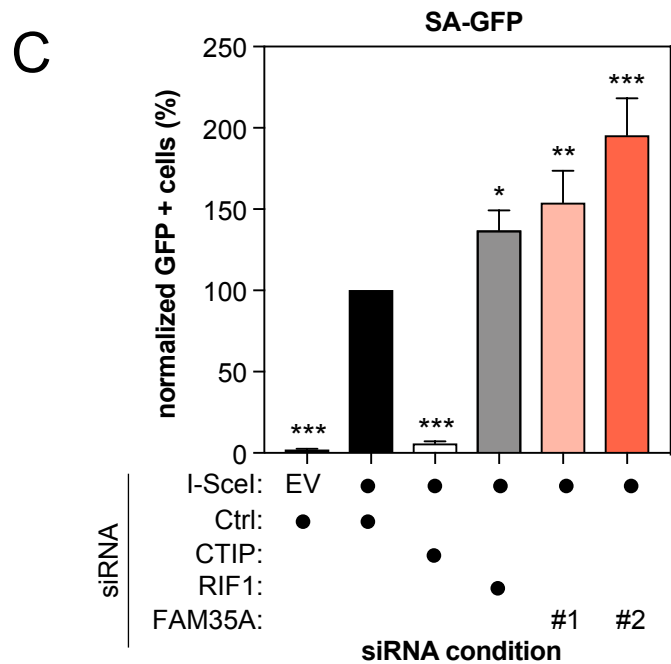 C
SA-GFP
normalized GFP + cells (%)
250
200
150
100
50
0
***
***
*
**
***
siRNA
I-SceI: EV ● ● ● ● ●
Ctrl: ● ●
CTIP: ●
RIF1: ●
FAM35A: #1 #2
siRNA condition